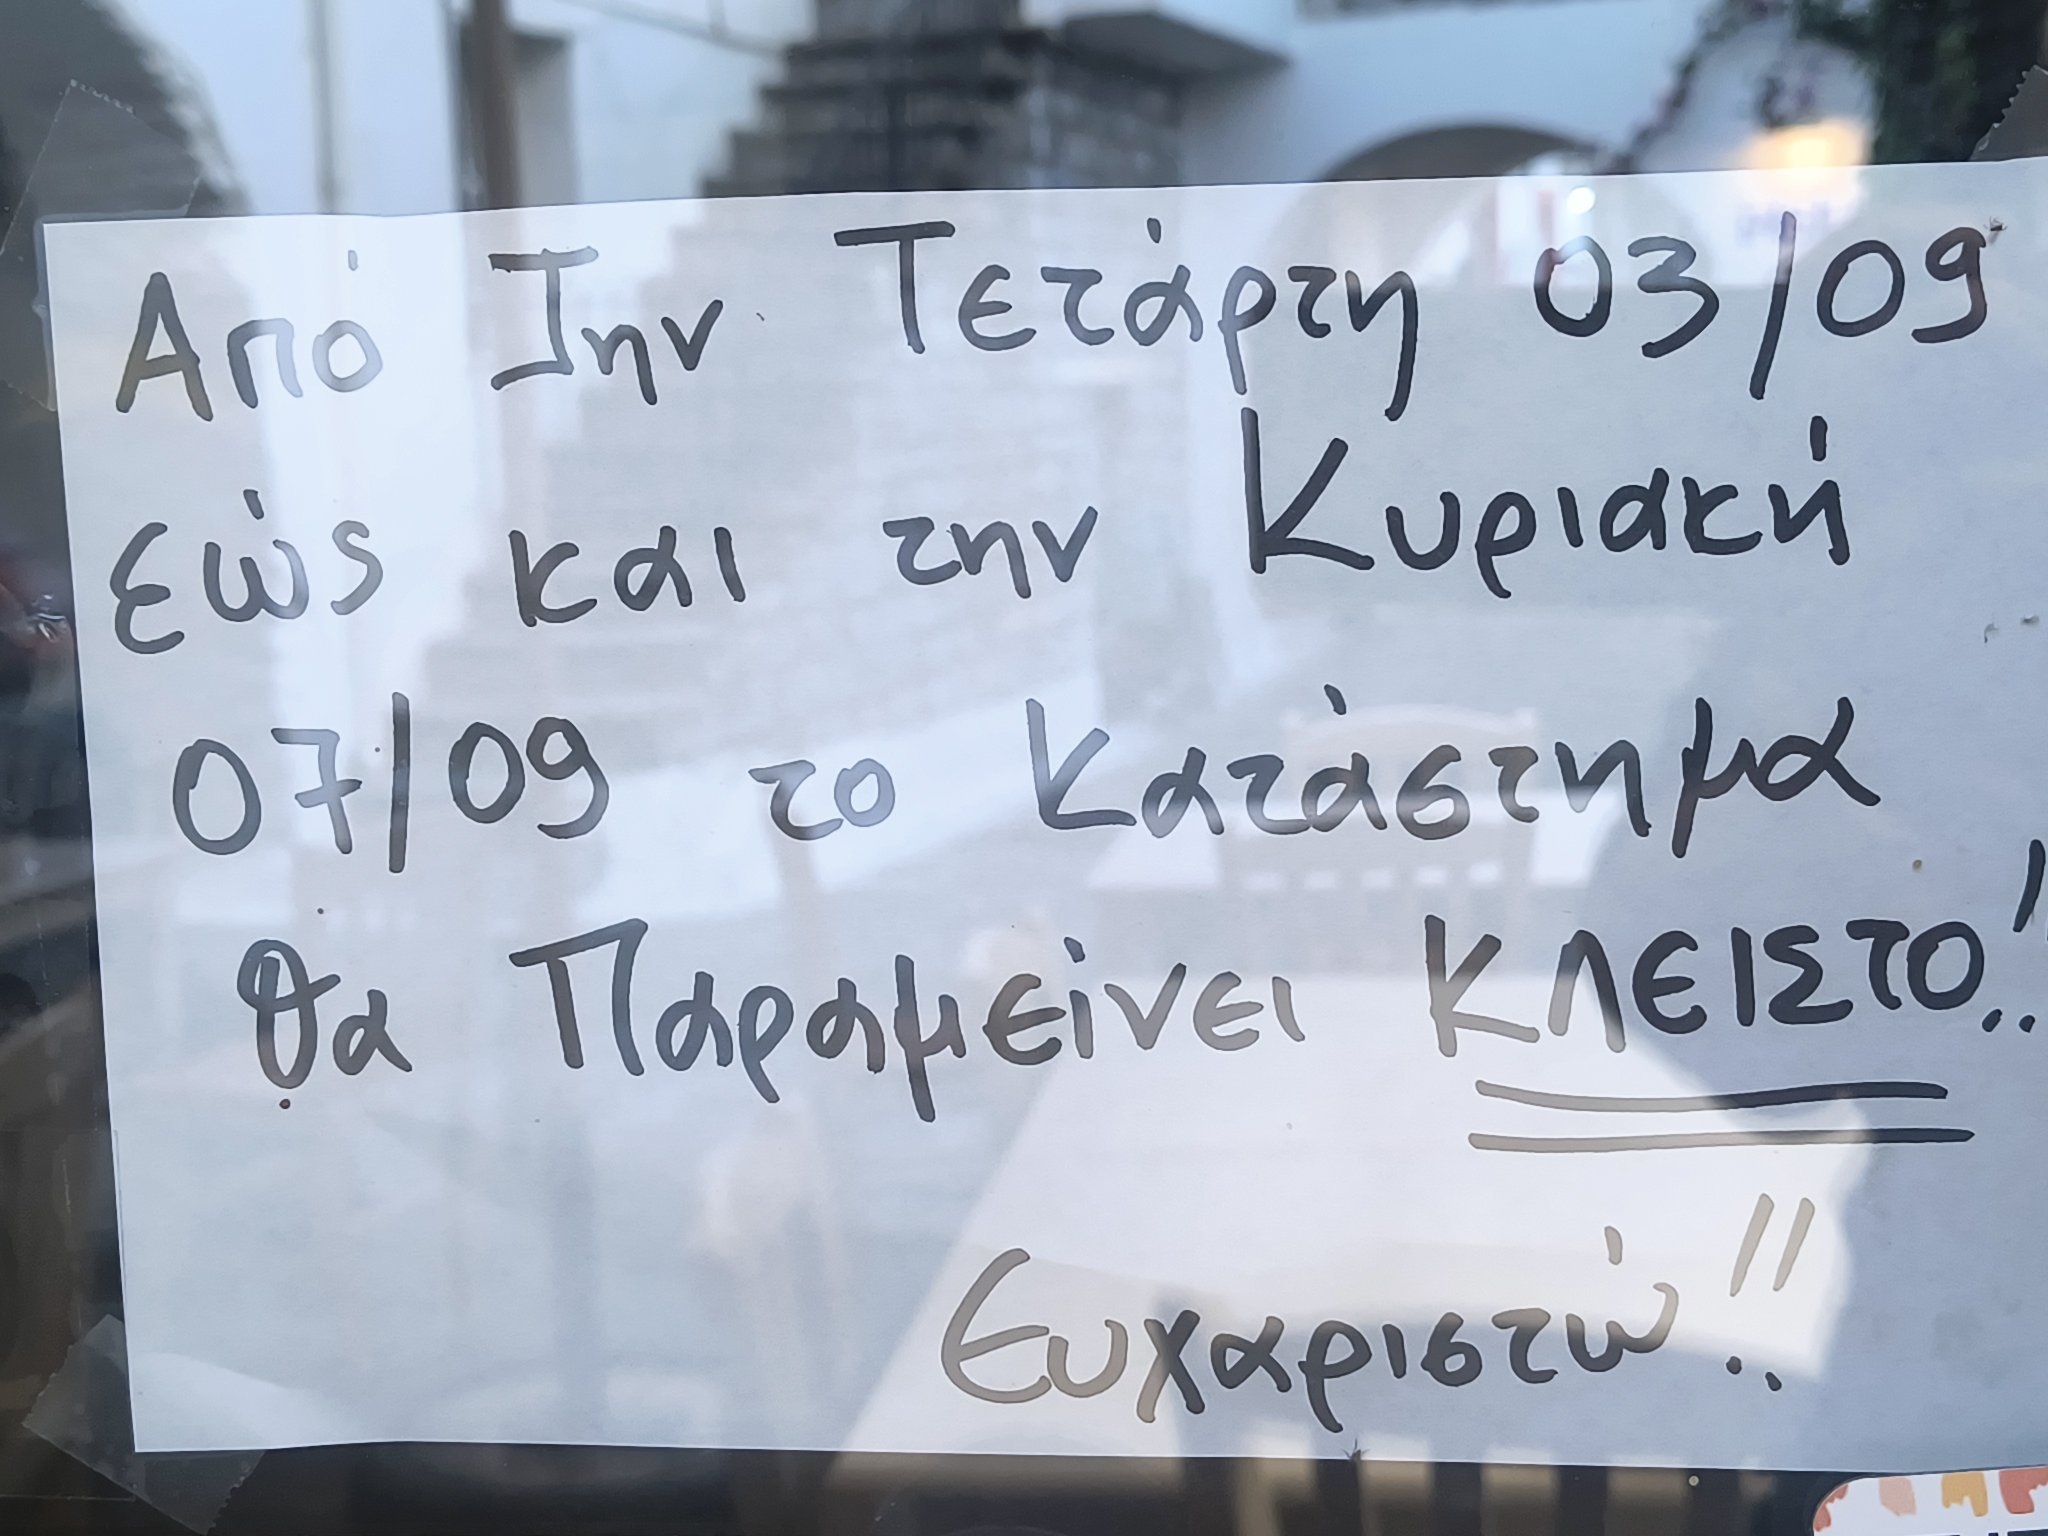 Από Την Τετάρτη 03/09
εώς και την Κυριακή
07/09 το Κατάστημα
θα Παραμείνει ΚΛΕΙΣΤΟ!!
Ευχαριστώ!!